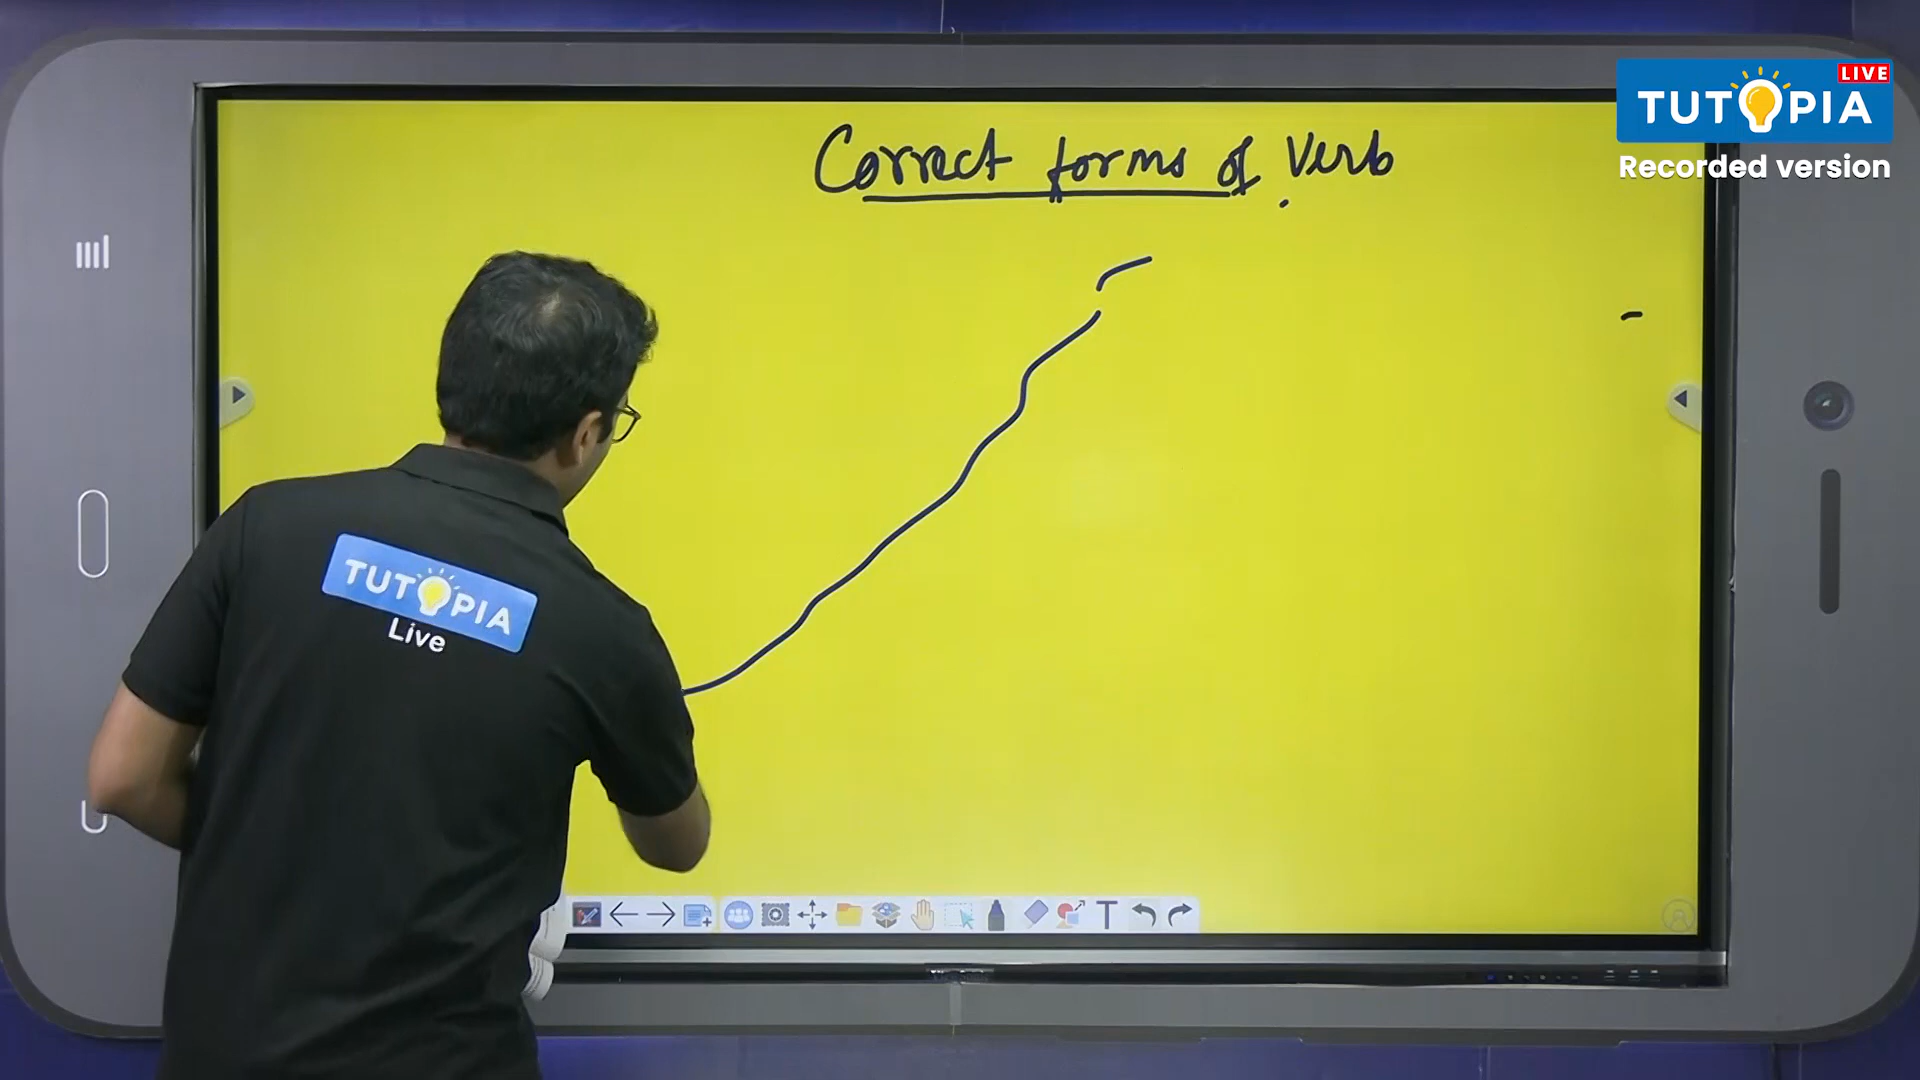 LIVE
TUTOPIA
Recorded version
Correct forms of Verb
TUTOPIA
Live